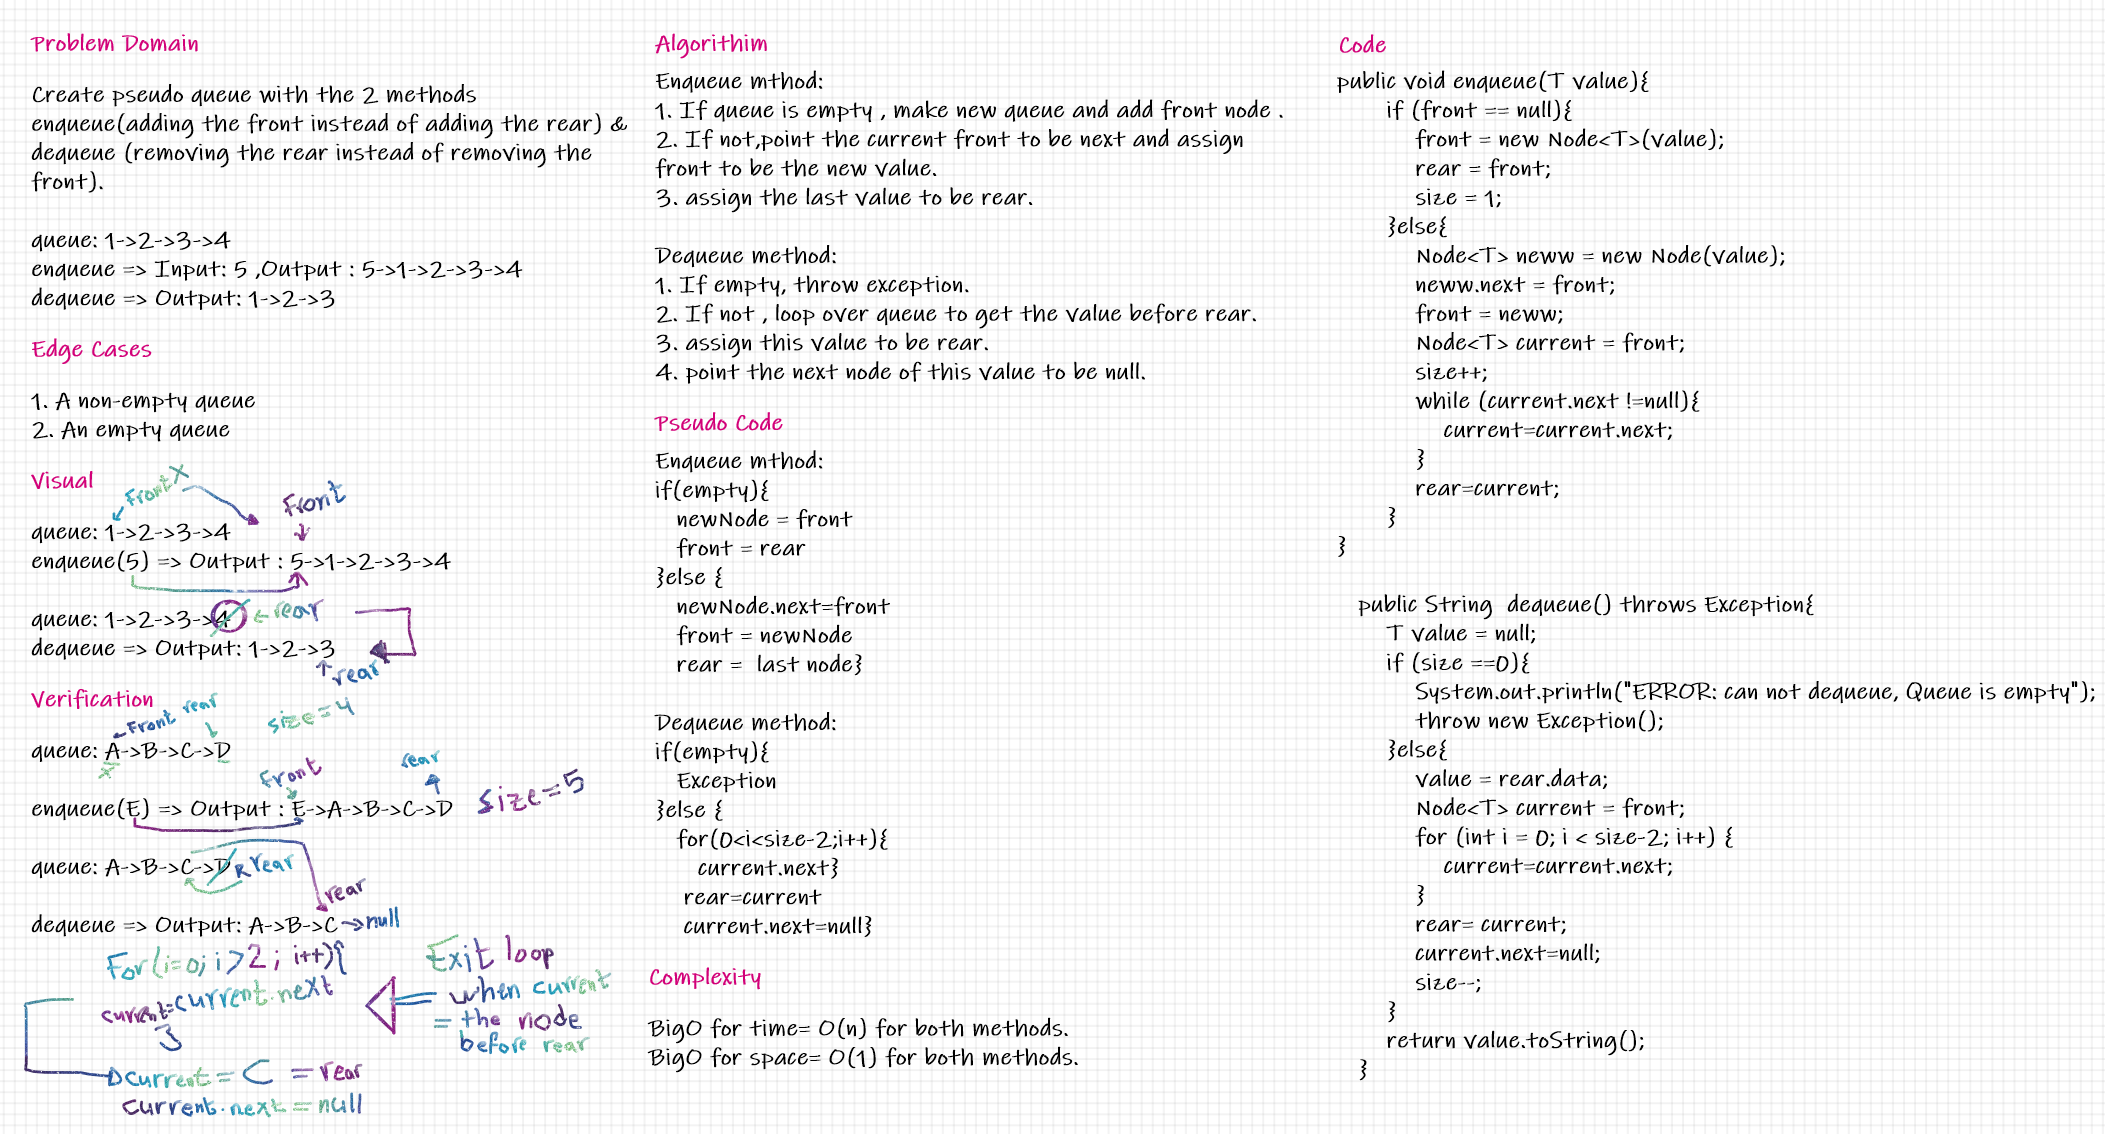 Problem Domain
Create pseudo queue with the 2 methods
enqueue(adding the front instead of adding the rear) &
dequeue (removing the rear instead of removing the
front).
queue: 1->2->3->4
enqueue => Input: 5 ,Output : 5->1->2->3->4
dequeue => Output: 1->2->3
Edge Cases
1. A non-empty queue
2. An empty queue
Visual
front X
front
queue: 1->2->3->4
enqueue(5) => Output : 5->1->2->3->4
queue: 1->2->3->4 <- rear
dequeue => Output: 1->2->3
rear
Verification
Front rear
size=4
queue: A->B->C->D
x
Front
rear
enqueue(E) => Output : E->A->B->C->D
size=5
queue: A->B->C->D rear
rear
dequeue => Output: A->B->C->null
For(i=0; i>2; i++){
current=current.next
}
Exit loop
when current
= the node
before rear
current = C = rear
current.next = null
Algorithim
Enqueue mthod:
1. If queue is empty , make new queue and add front node .
2. If not,point the current front to be next and assign
front to be the new value.
3. assign the last value to be rear.
Dequeue method:
1. If empty, throw exception.
2. If not , loop over queue to get the value before rear.
3. assign this value to be rear.
4. point the next node of this value to be null.
Pseudo Code
Enqueue mthod:
if(empty){
newNode = front
front = rear
}else {
newNode.next=front
front = newNode
rear =  last node}
Dequeue method:
if(empty){
Exception
}else {
for(0<i<size-2;i++){
current.next}
rear=current
current.next=null}
Complexity
BigO for time= O(n) for both methods.
BigO for space= O(1) for both methods.
Code
public void enqueue(T value){
if (front == null){
front = new Node<T>(value);
rear = front;
size = 1;
}else{
Node<T> neww = new Node(value);
neww.next = front;
front = neww;
Node<T> current = front;
size++;
while (current.next !=null){
current=current.next;
}
rear=current;
}
}
public String  dequeue() throws Exception{
T value = null;
if (size ==0){
System.out.println("ERROR: can not dequeue, Queue is empty");
throw new Exception();
}else{
value = rear.data;
Node<T> current = front;
for (int i = 0; i < size-2; i++) {
current=current.next;
}
rear= current;
current.next=null;
size--;
}
return value.toString();
}